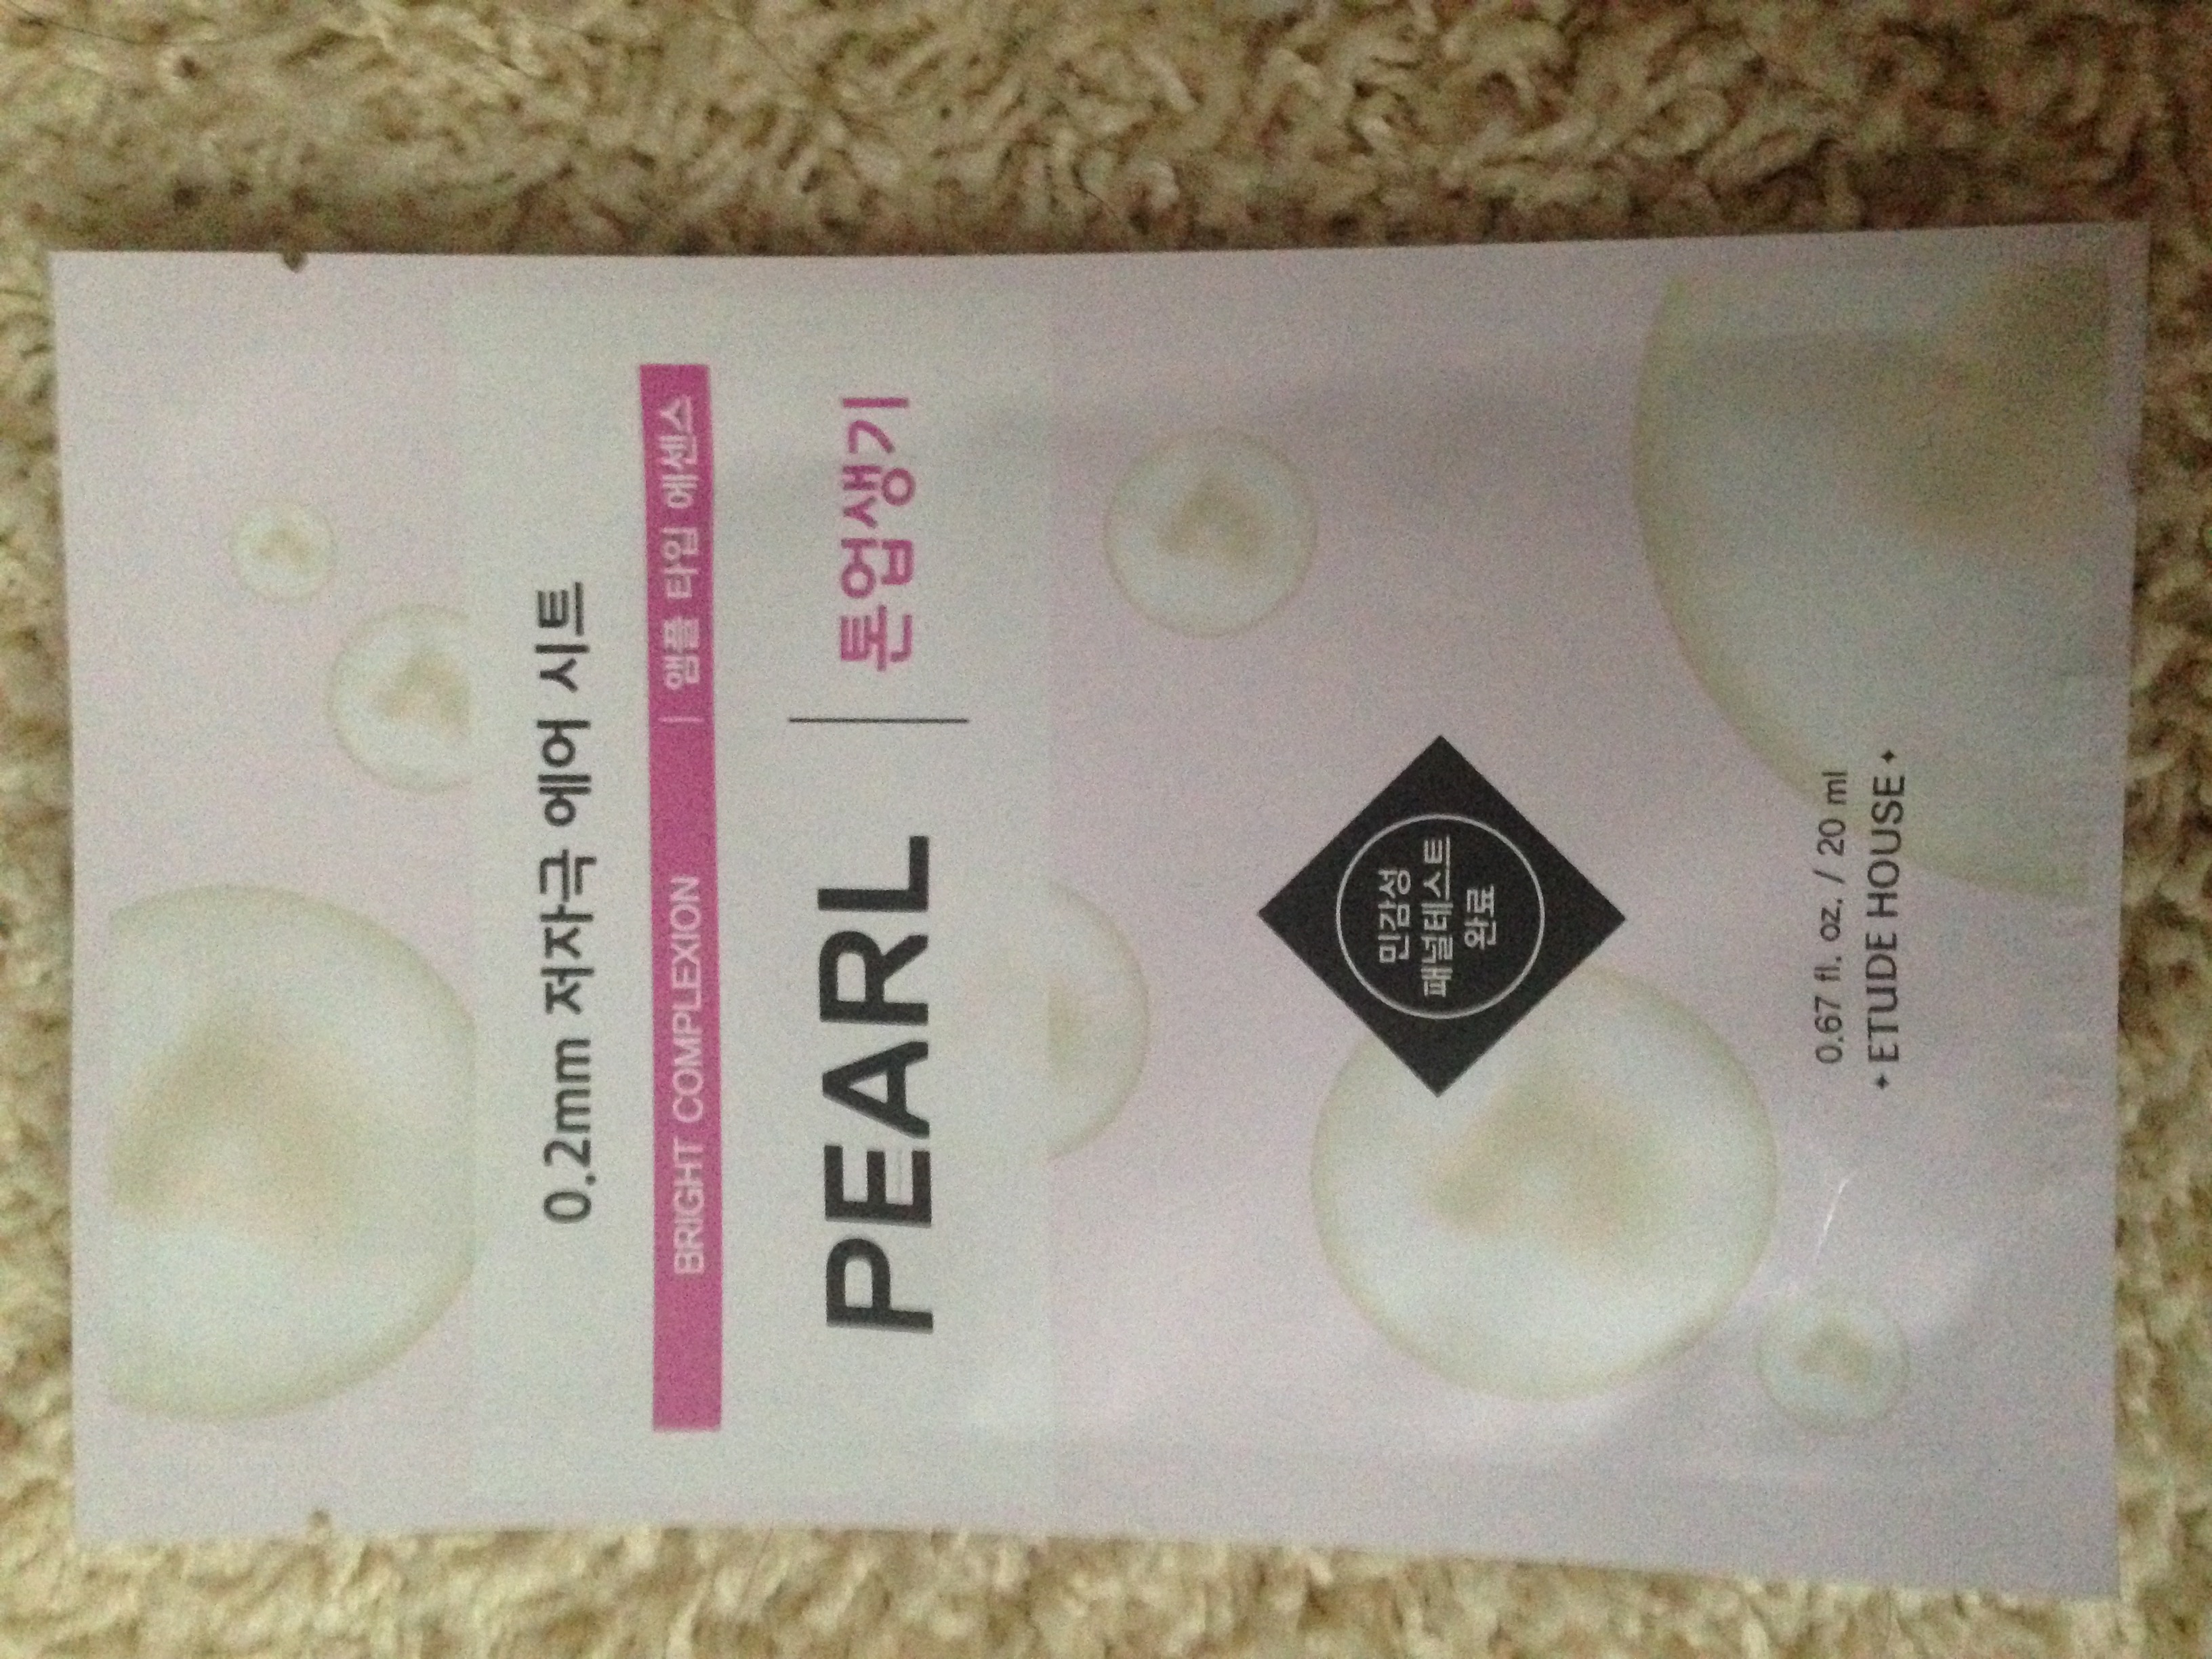 0.2mm 저자극 에어 시트
BRIGHT COMPLEXION | 앰플 타입 에센스
PEARL | 톤업생기
민감성
패널테스트
완료
0.67 fl. oz. / 20 ml
ETUDE HOUSE